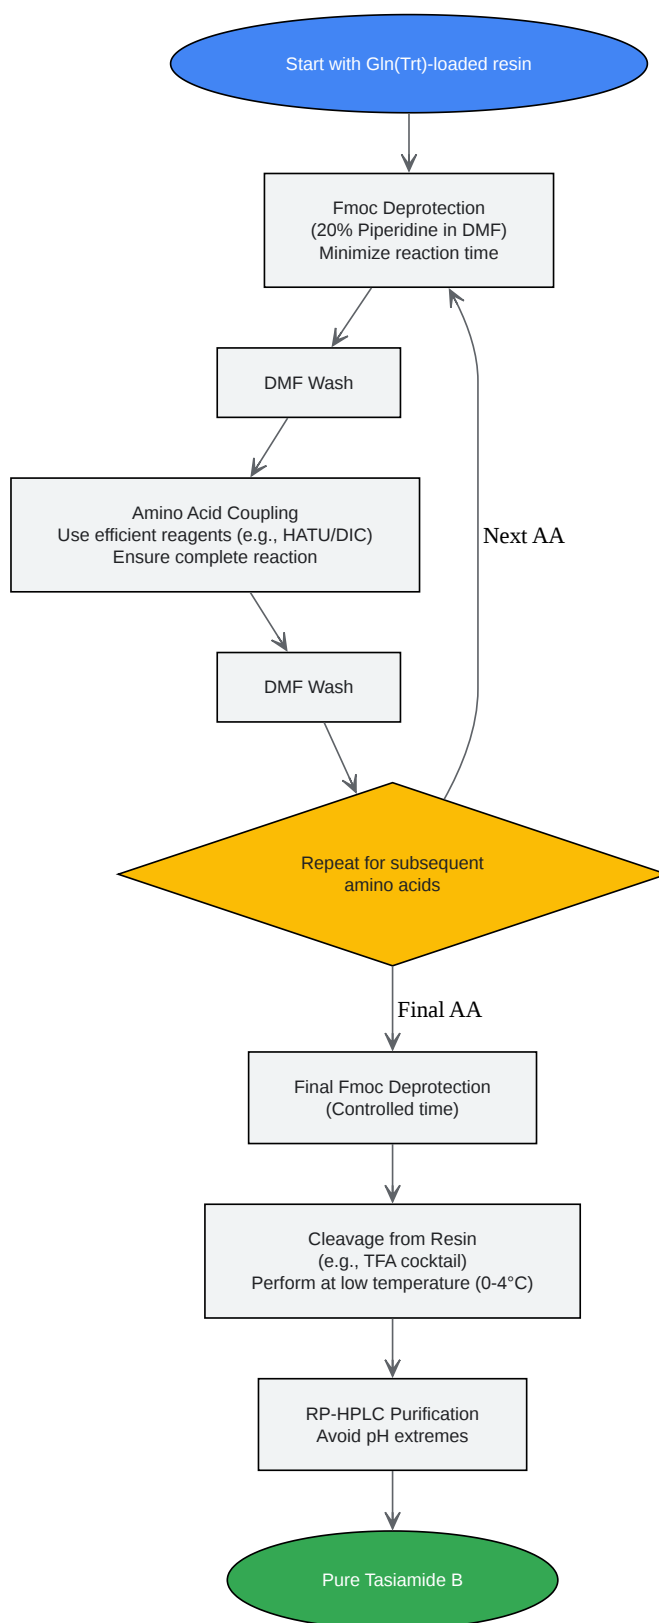 Start with Gln(Trt)-loaded resin
Fmoc Deprotection
(20% Piperidine in DMF)
Minimize reaction time
DMF Wash
Amino Acid Coupling
Use efficient reagents (e.g., HATU/DIC)
Ensure complete reaction
Next AA
DMF Wash
Repeat for subsequent
amino acids
Final AA
Final Fmoc Deprotection
(Controlled time)
Cleavage from Resin
(e.g., TFA cocktail)
Perform at low temperature (0-4°C)
RP-HPLC Purification
Avoid pH extremes
Pure Tasiamide B